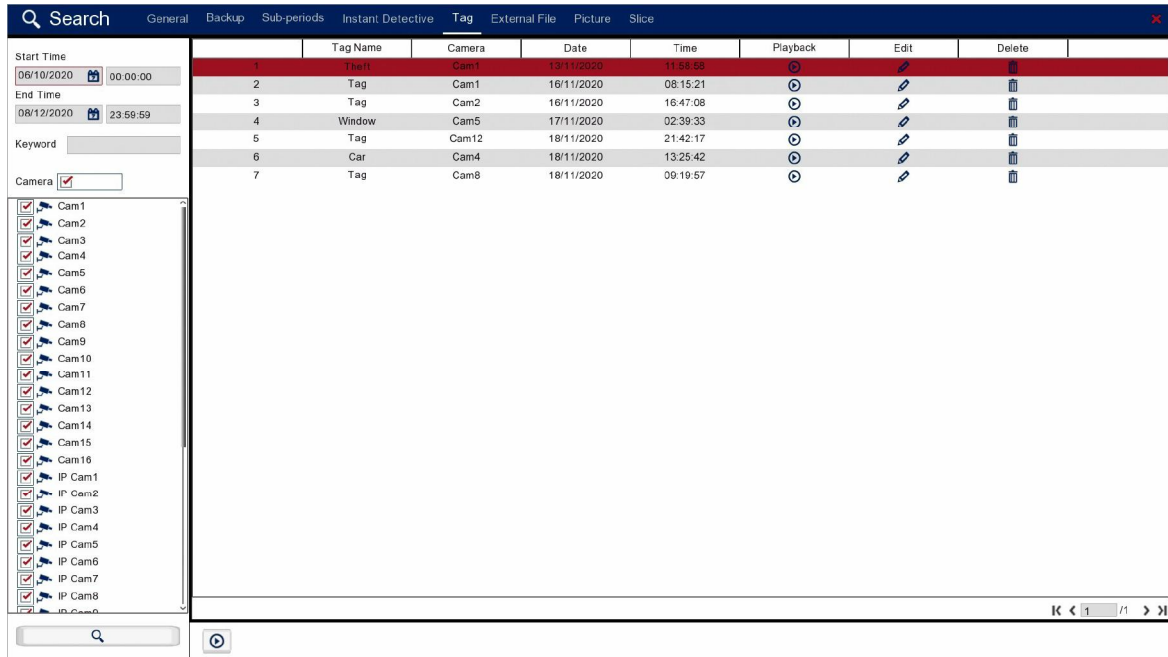 Search General Backup Sub-periods Instant Detective Tag External File Picture Slice
Start Time
06/10/2020 00:00:00
End Time
08/12/2020 23:59:59
Keyword
Camera
Cam1
Cam2
Cam3
Cam4
Cam5
Cam6
Cam7
Cam8
Cam9
Cam10
Cam11
Cam12
Cam13
Cam14
Cam15
Cam16
IP Cam1
IP Cam2
IP Cam3
IP Cam4
IP Cam5
IP Cam6
IP Cam7
IP Cam8
IP Cam9
Tag Name Camera Date Time Playback Edit Delete
1 Theft Cam1 13/11/2020 11:58:58
2 Tag Cam1 16/11/2020 08:15:21
3 Tag Cam2 16/11/2020 16:47:08
4 Window Cam5 17/11/2020 02:39:33
5 Tag Cam12 18/11/2020 21:42:17
6 Car Cam4 18/11/2020 13:25:42
7 Tag Cam8 18/11/2020 09:19:57
1 /1